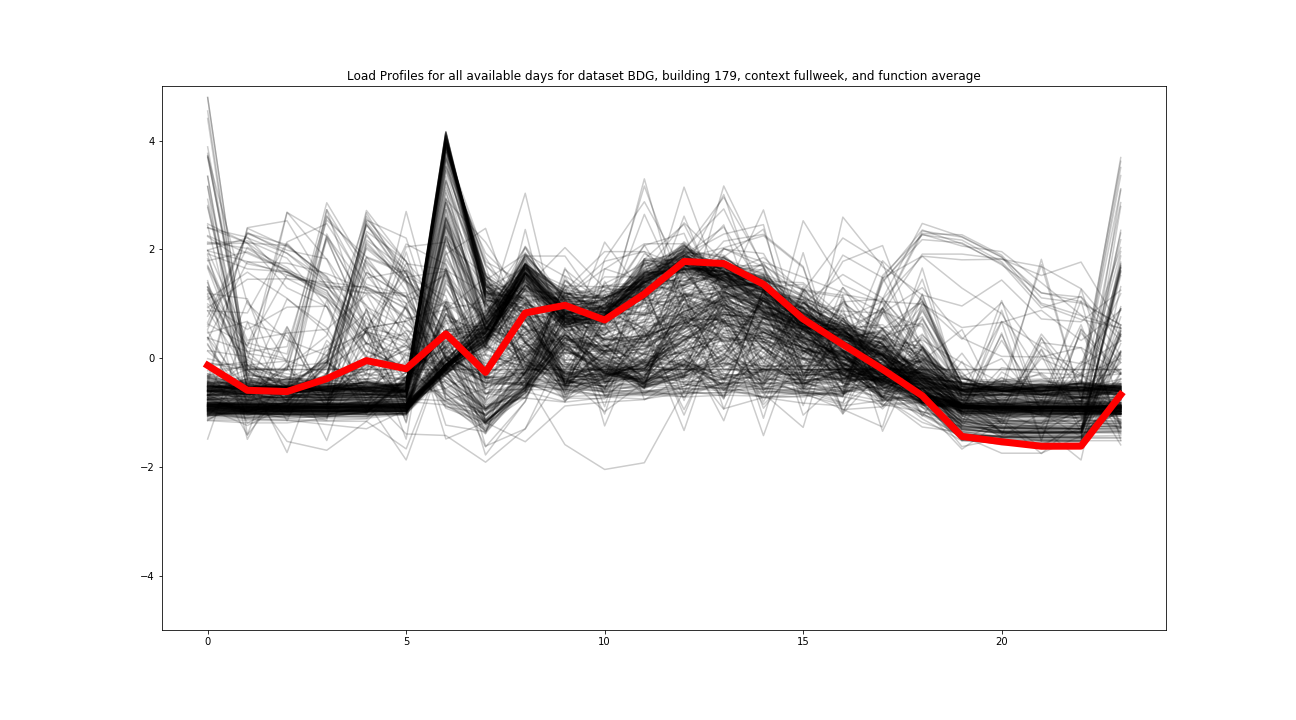 Load Profiles for all available days for dataset BDG, building 179, context fullweek, and function average
4
2
0
−2
−4
0 5 10 15 20